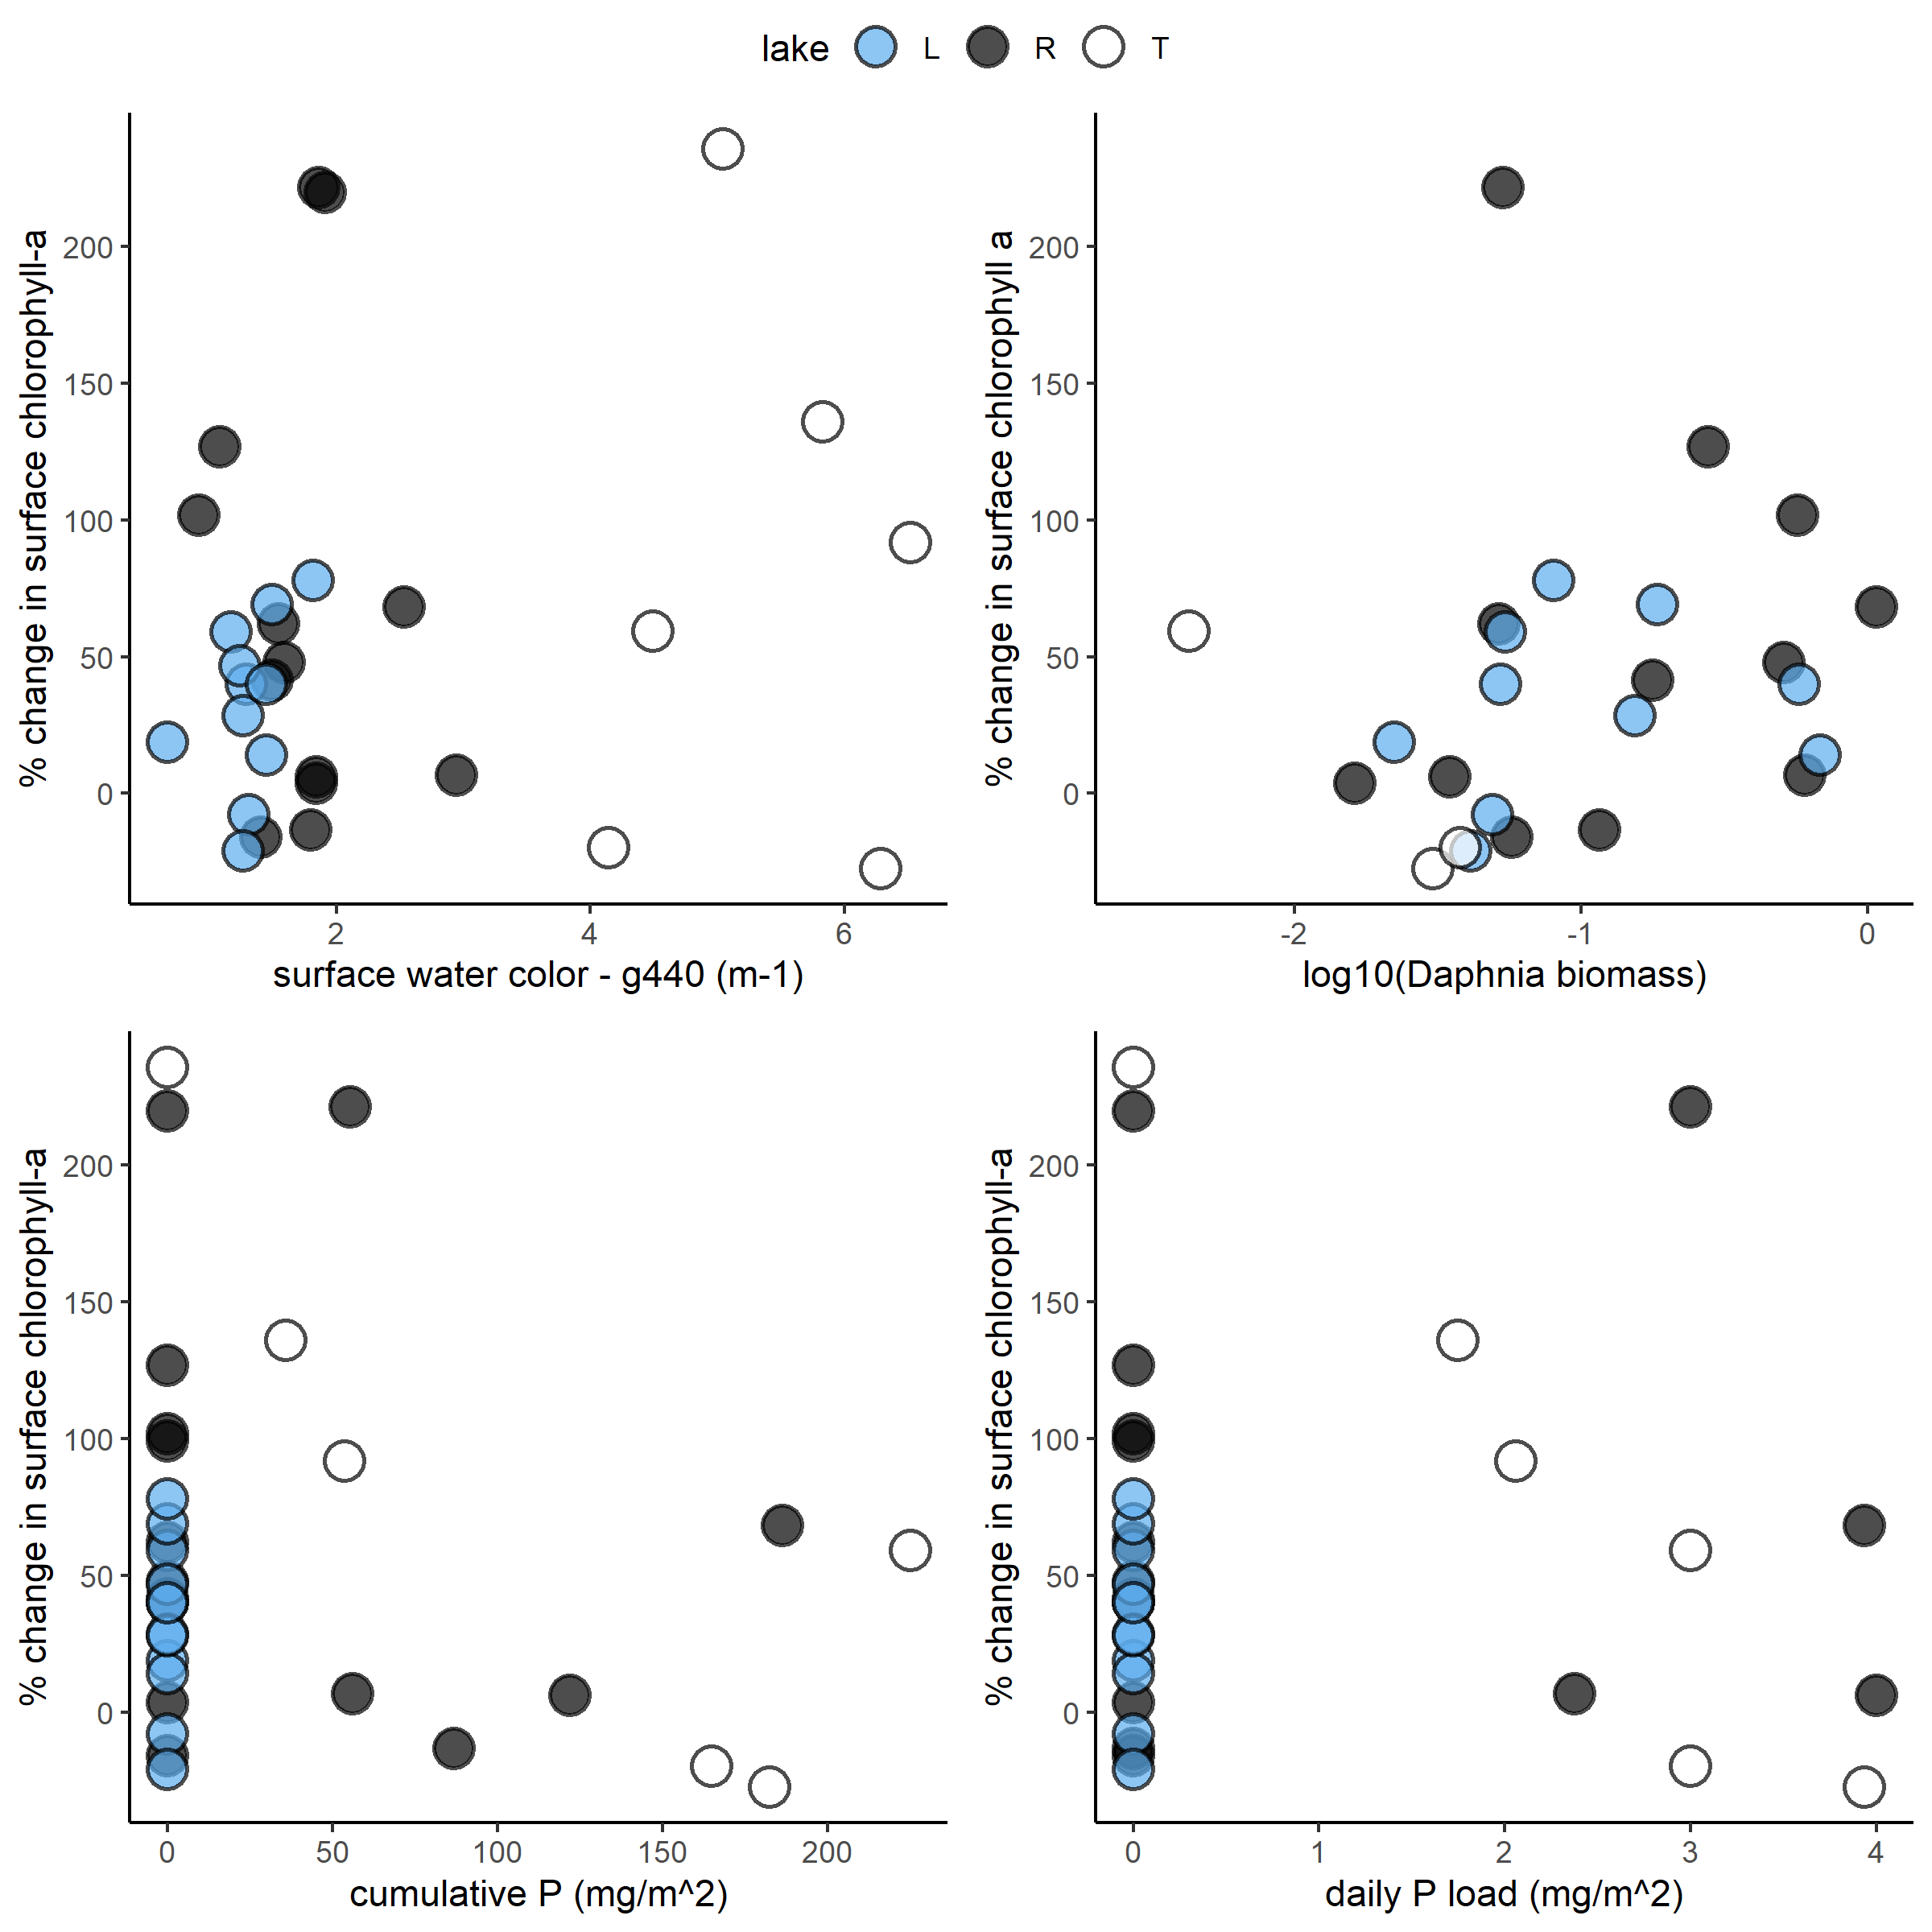 lake L R T
% change in surface chlorophyll-a
200
150
100
50
0
2 4 6
surface water color - g440 (m-1)
% change in surface chlorophyll a
200
150
100
50
0
-2 -1 0
log10(Daphnia biomass)
% change in surface chlorophyll-a
200
150
100
50
0
0 50 100 150 200
cumulative P (mg/m^2)
% change in surface chlorophyll-a
200
150
100
50
0
0 1 2 3 4
daily P load (mg/m^2)